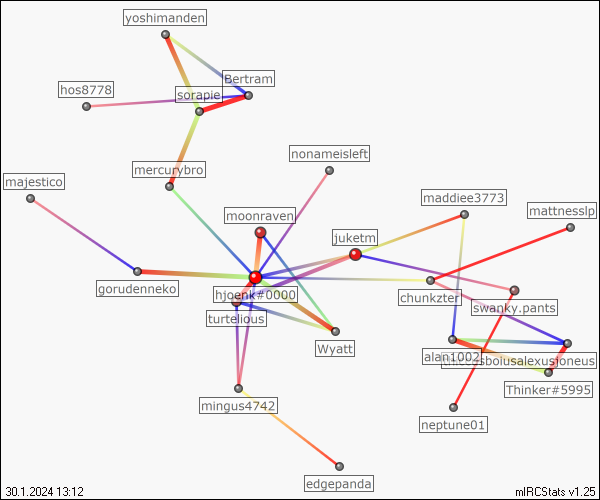 yoshimanden
Bertram
hos8778
sorapie
nonameisleft
mercurybro
majestico
maddiee3773
mattnesslp
moonraven
juketm
gorudenneko
hjoenk#0000
chunkzter
swanky.pants
turtelious
Wyatt
alan1002
Thinker#5995
mingus4742
neptune01
edgepanda
30.1.2024 13:12
mIRCStats v1.25